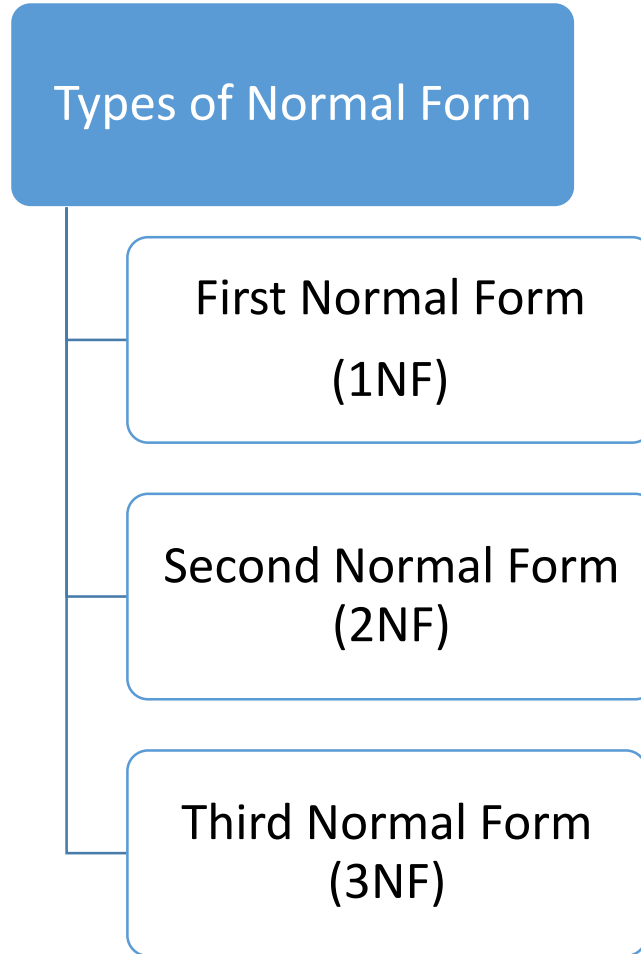 Types of Normal Form
First Normal Form
(1NF)
Second Normal Form
(2NF)
Third Normal Form
(3NF)